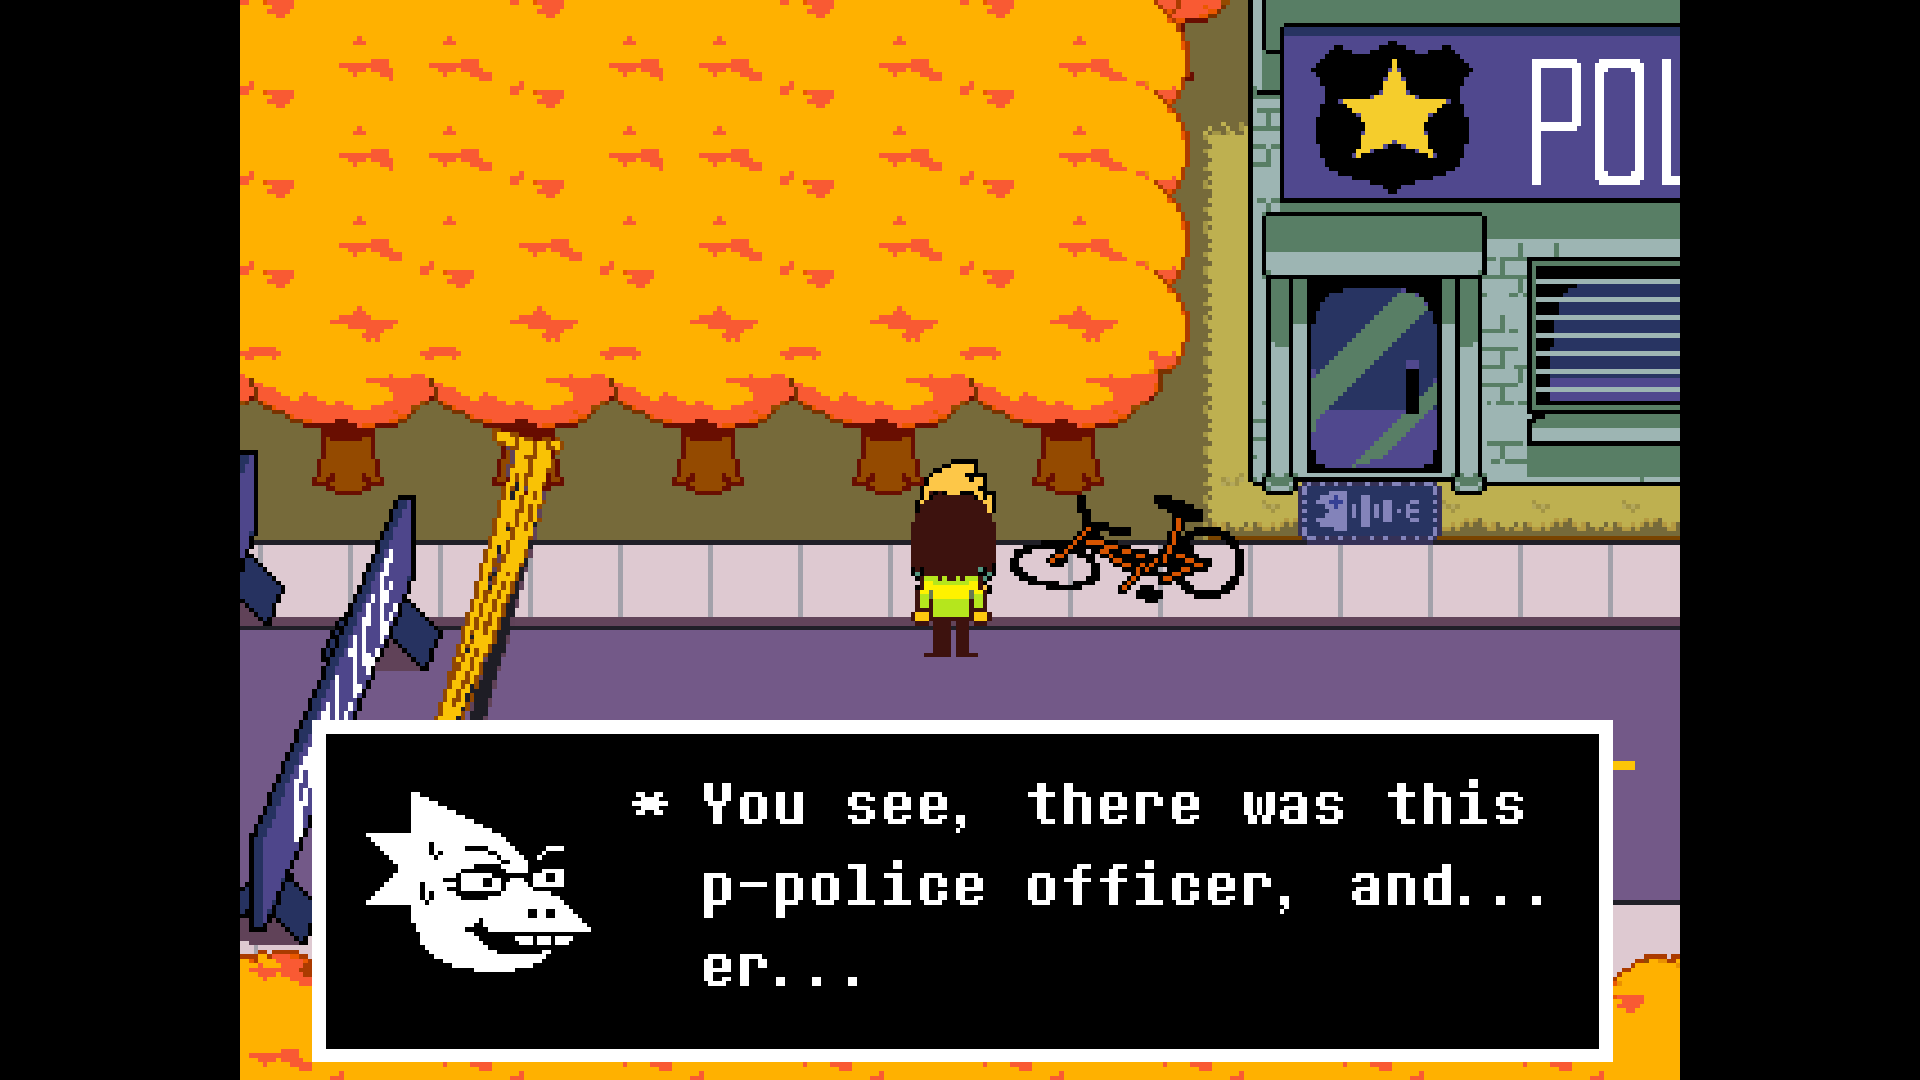 POL
* You see, there was this
p-police officer, and...
er...